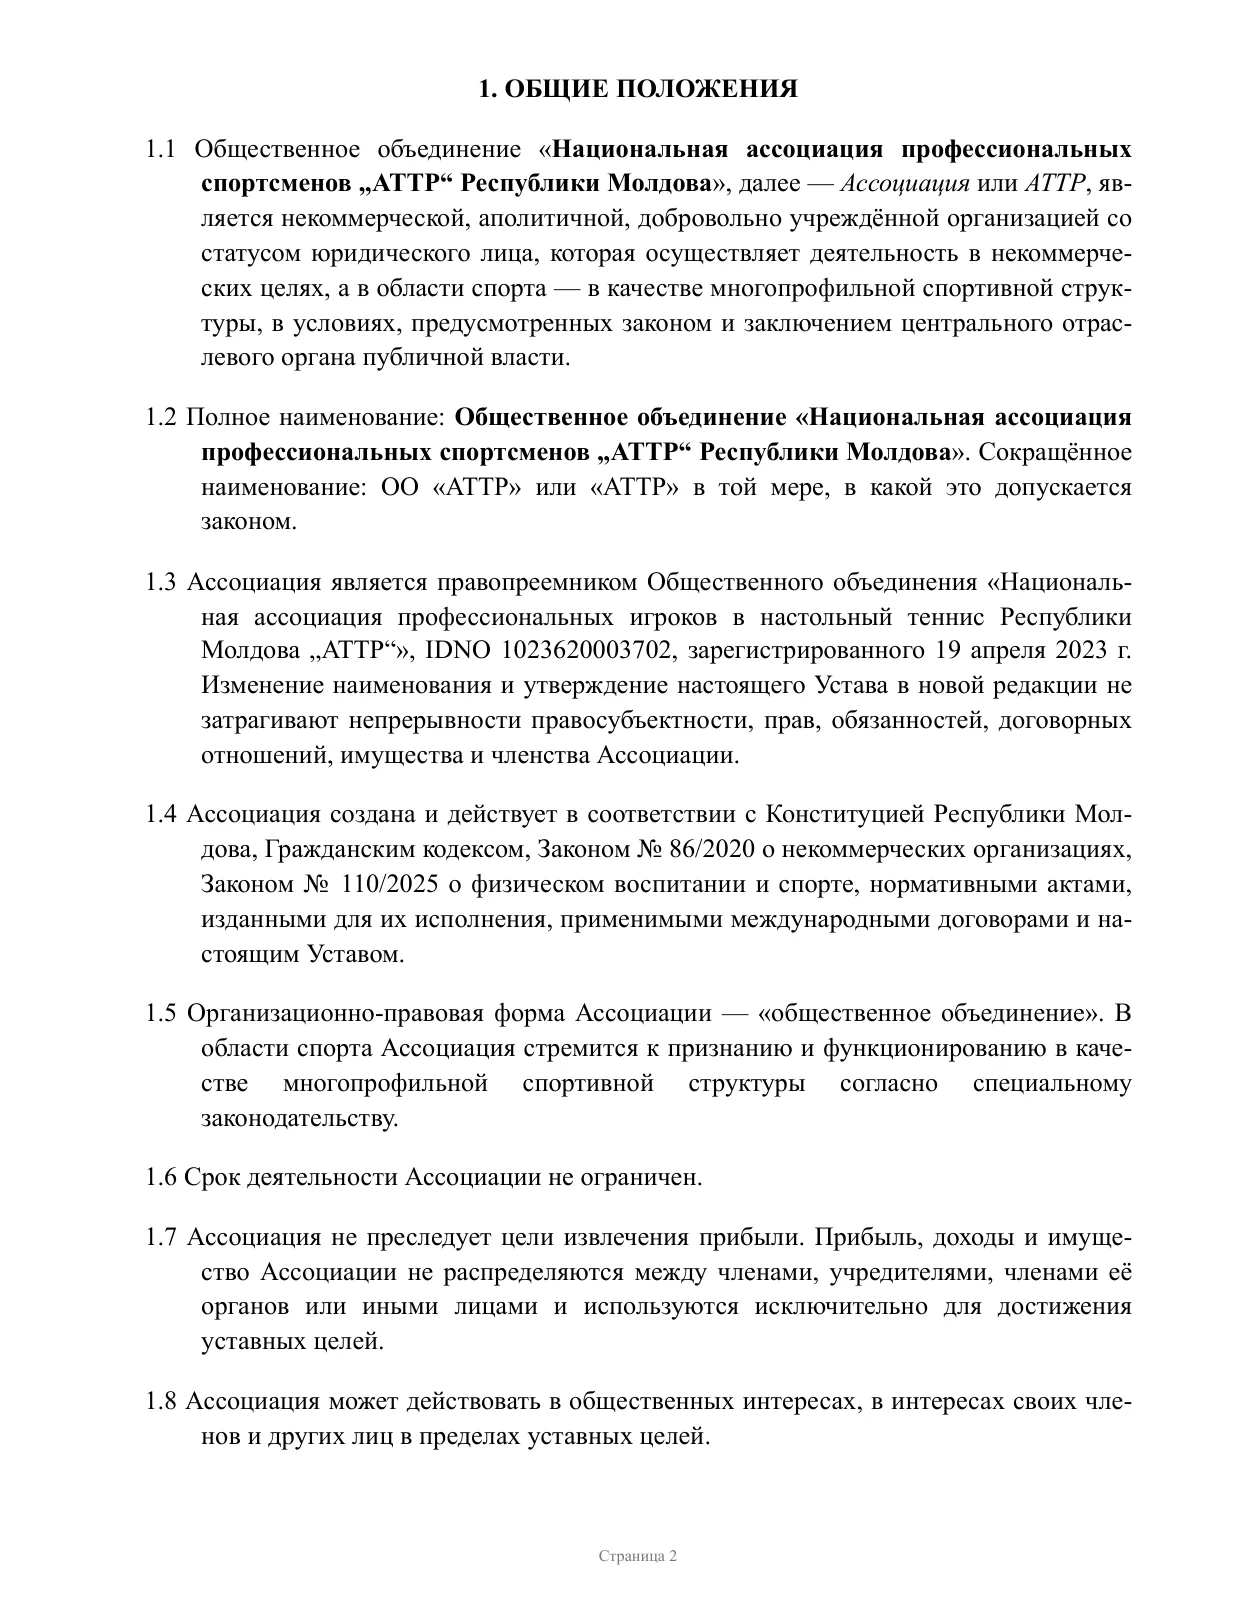 1. ОБЩИЕ ПОЛОЖЕНИЯ
1.1 Общественное объединение «Национальная ассоциация профессиональных
спортсменов „АТТР“ Республики Молдова», далее — Ассоциация или АТТР, яв-
ляется некоммерческой, аполитичной, добровольно учреждённой организацией со
статусом юридического лица, которая осуществляет деятельность в некоммерче-
ских целях, а в области спорта — в качестве многопрофильной спортивной струк-
туры, в условиях, предусмотренных законом и заключением центрального отрас-
левого органа публичной власти.
1.2 Полное наименование: Общественное объединение «Национальная ассоциация
профессиональных спортсменов „АТТР“ Республики Молдова». Сокращённое
наименование: ОО «АТТР» или «АТТР» в той мере, в какой это допускается
законом.
1.3 Ассоциация является правопреемником Общественного объединения «Националь-
ная ассоциация профессиональных игроков в настольный теннис Республики
Молдова „АТТР“», IDNO 1023620003702, зарегистрированного 19 апреля 2023 г.
Изменение наименования и утверждение настоящего Устава в новой редакции не
затрагивают непрерывности правосубъектности, прав, обязанностей, договорных
отношений, имущества и членства Ассоциации.
1.4 Ассоциация создана и действует в соответствии с Конституцией Республики Мол-
дова, Гражданским кодексом, Законом № 86/2020 о некоммерческих организациях,
Законом № 110/2025 о физическом воспитании и спорте, нормативными актами,
изданными для их исполнения, применимыми международными договорами и на-
стоящим Уставом.
1.5 Организационно-правовая форма Ассоциации — «общественное объединение». В
области спорта Ассоциация стремится к признанию и функционированию в каче-
стве многопрофильной спортивной структуры согласно специальному
законодательству.
1.6 Срок деятельности Ассоциации не ограничен.
1.7 Ассоциация не преследует цели извлечения прибыли. Прибыль, доходы и имуще-
ство Ассоциации не распределяются между членами, учредителями, членами её
органов или иными лицами и используются исключительно для достижения
уставных целей.
1.8 Ассоциация может действовать в общественных интересах, в интересах своих чле-
нов и других лиц в пределах уставных целей.
Страница 2